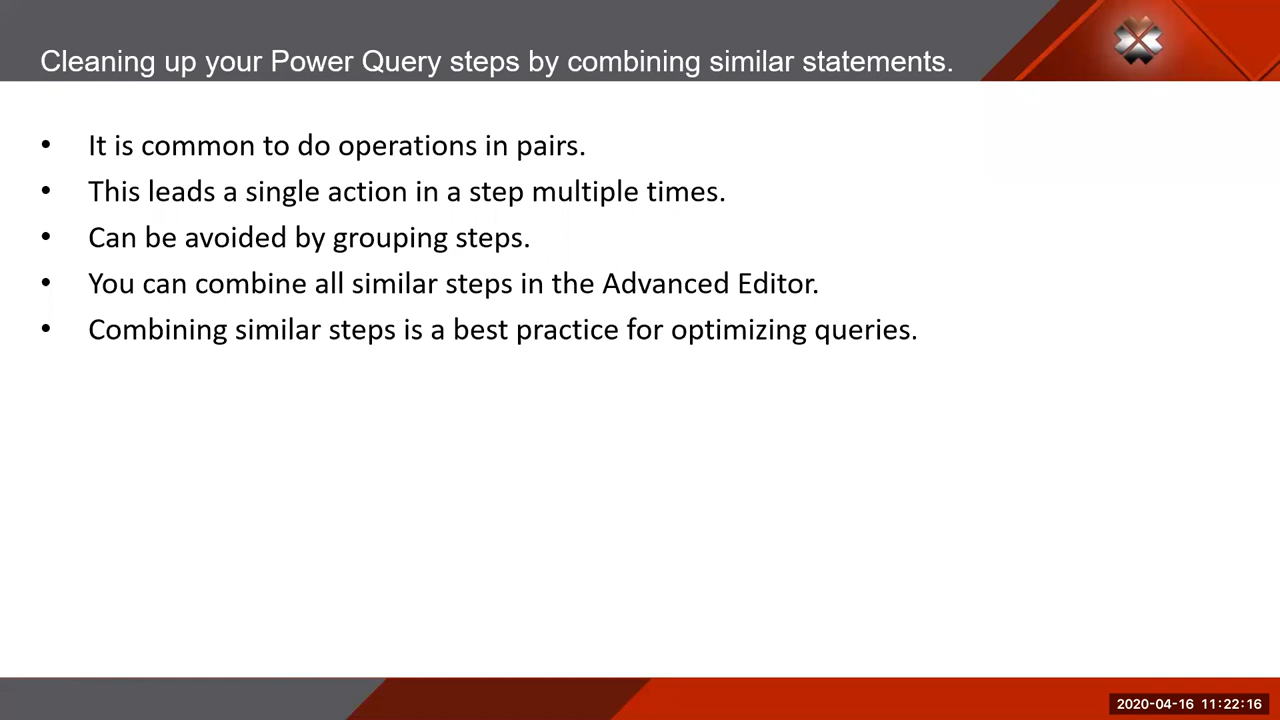 Cleaning up your Power Query steps by combining similar statements.
• It is common to do operations in pairs.
• This leads a single action in a step multiple times.
• Can be avoided by grouping steps.
• You can combine all similar steps in the Advanced Editor.
• Combining similar steps is a best practice for optimizing queries.
2020-04-16 11:22:16